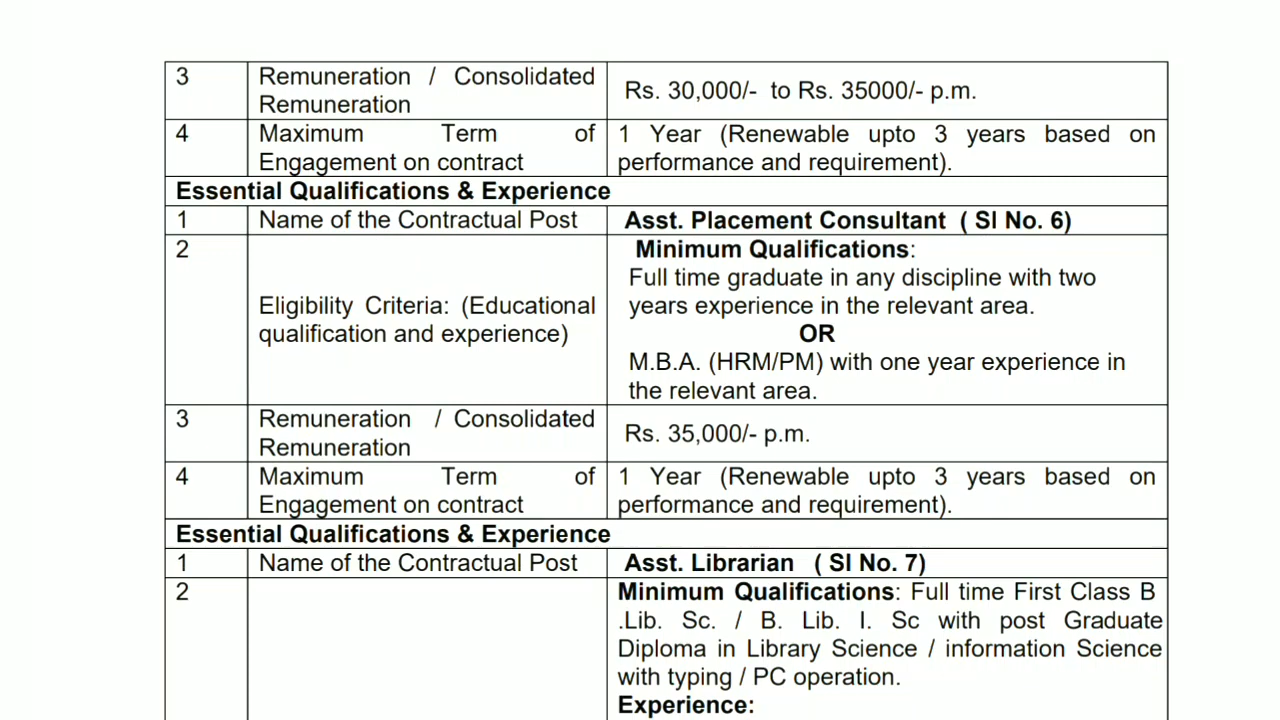 3 Remuneration / Consolidated Remuneration Rs. 30,000/- to Rs. 35000/- p.m.
4 Maximum Term of Engagement on contract 1 Year (Renewable upto 3 years based on performance and requirement).
Essential Qualifications & Experience
1 Name of the Contractual Post Asst. Placement Consultant ( Sl No. 6)
2 Eligibility Criteria: (Educational qualification and experience)
Minimum Qualifications:
Full time graduate in any discipline with two
years experience in the relevant area.
OR
M.B.A. (HRM/PM) with one year experience in
the relevant area.
3 Remuneration / Consolidated Remuneration Rs. 35,000/- p.m.
4 Maximum Term of Engagement on contract 1 Year (Renewable upto 3 years based on performance and requirement).
Essential Qualifications & Experience
1 Name of the Contractual Post Asst. Librarian ( Sl No. 7)
2 Minimum Qualifications: Full time First Class B
.Lib. Sc. / B. Lib. I. Sc with post Graduate
Diploma in Library Science / information Science
with typing / PC operation.
Experience: